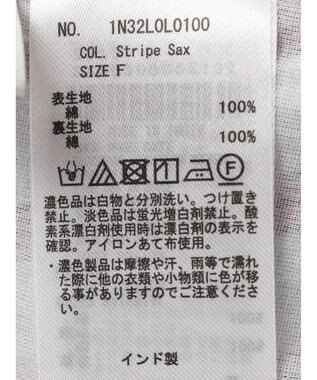 NO. 1N32L0L0100
COL. Stripe Sax
SIZE F
表生地
綿 100%
裏生地
綿 100%
濃色品は白物と分別洗い。つけ置き
禁止。淡色品は蛍光増白剤禁止。酸
素系漂白剤使用時は漂白剤の表示を
確認。アイロンあて布使用。
・濃色製品は摩擦や汗、雨等で濡れ
た際に他の衣類や小物類に色が移
る事がありますのでご注意くださ
い。
インド製